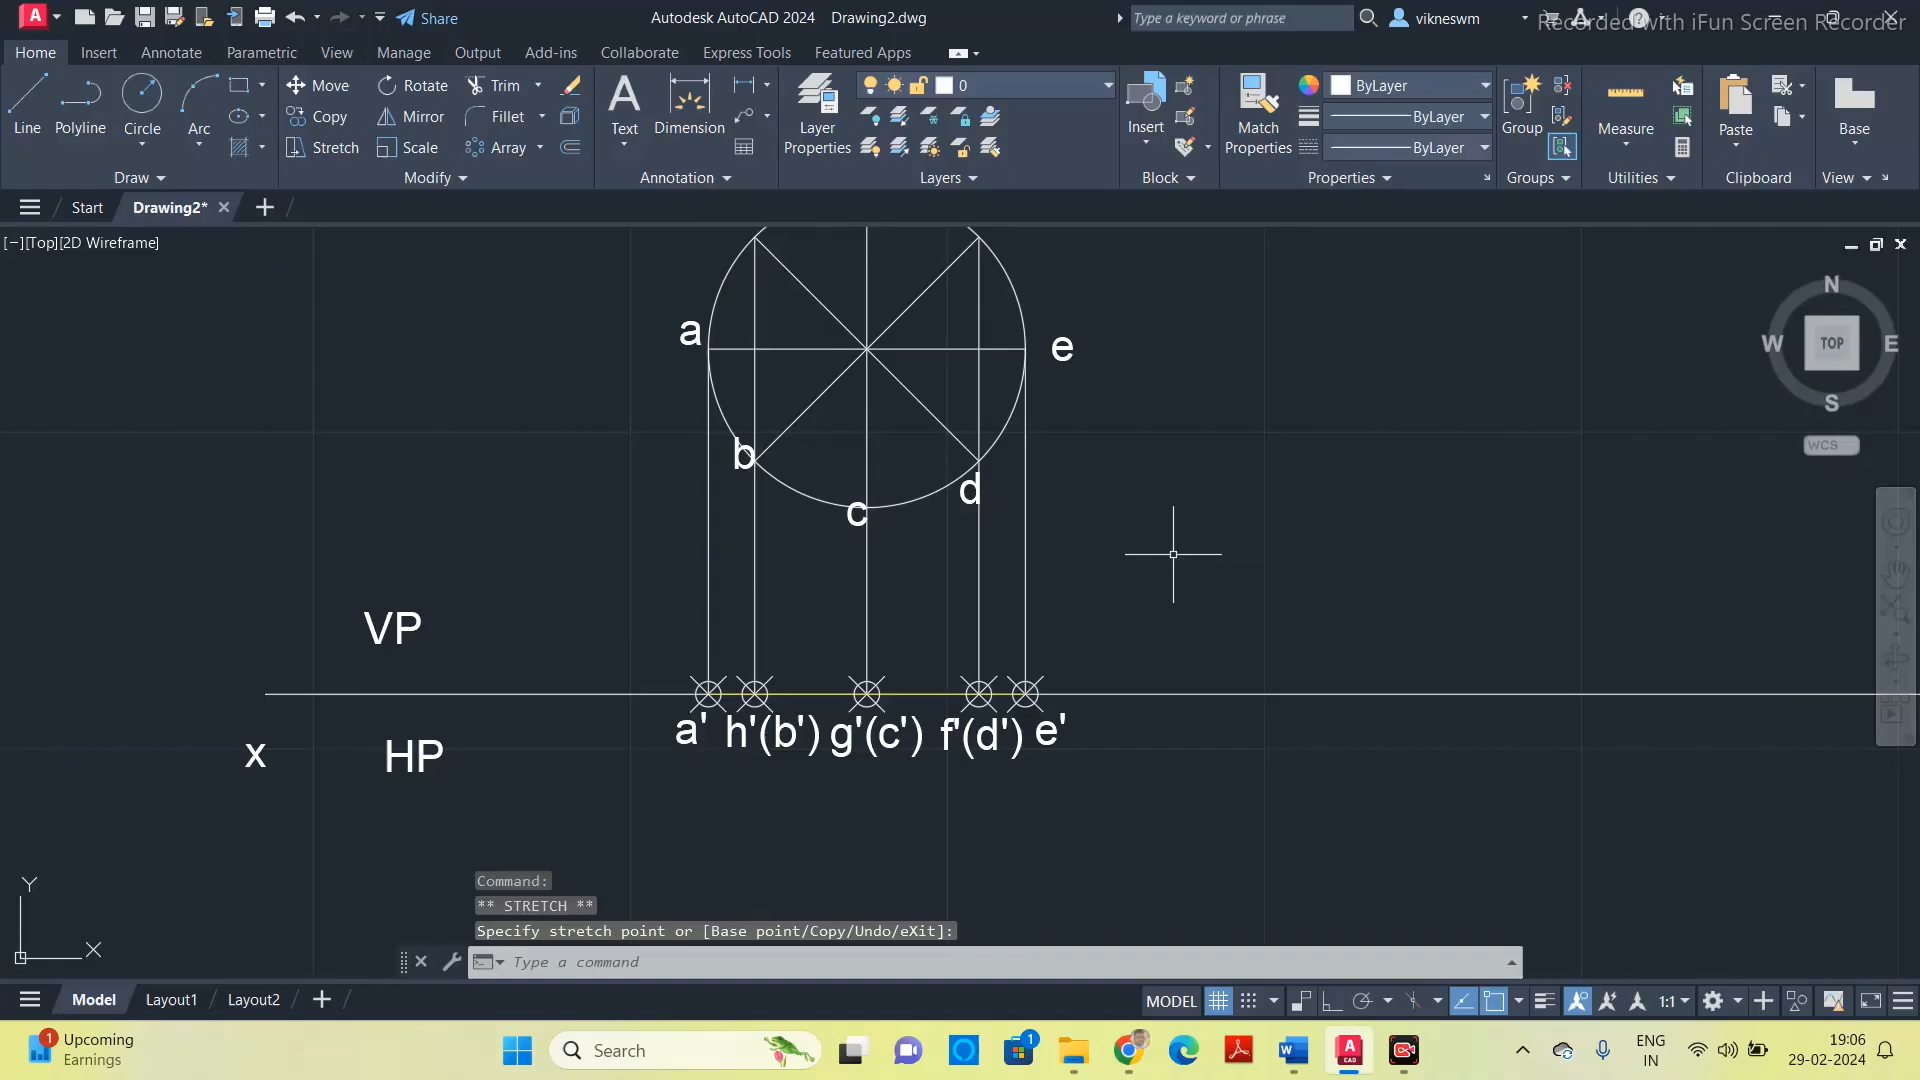 Share
Autodesk AutoCAD 2024 Drawing2.dwg
Type a keyword or phrase
vikneswm
Recorded with iFun Screen Recorder
Home Insert Annotate Parametric View Manage Output Add-ins Collaborate Express Tools Featured Apps
Line Polyline Circle Arc
Move Rotate Trim
Copy Mirror Fillet
Stretch Scale Array
Text Dimension
Layer Properties
0
Insert
Match Properties
ByLayer
ByLayer
ByLayer
Group
Measure
Paste
Base
Draw Modify Annotation Layers Block Properties Groups Utilities Clipboard View
Start Drawing2*
[−][Top][2D Wireframe]
N
W TOP E
S
WCS
a
e
b
d
c
VP
a' h'(b') g'(c') f'(d') e'
x HP
Y
X
Command:
** STRETCH **
Specify stretch point or [Base point/Copy/Undo/eXit]:
Type a command
Model Layout1 Layout2
MODEL
1:1
1
Upcoming
Earnings
Search
1
ENG
IN
19:06
29-02-2024